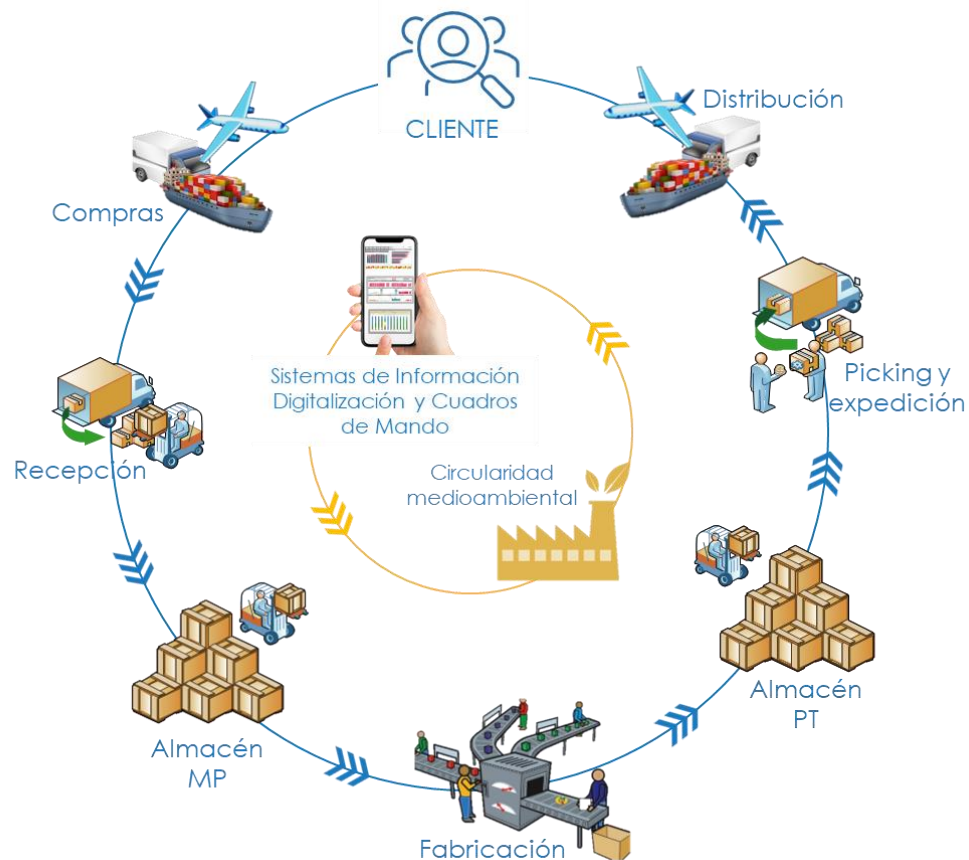 CLIENTE
Distribución
Compras
Sistemas de Información
Digitalización y Cuadros
de Mando
Picking y
expedición
Recepción
Circularidad
medioambiental
Almacén
PT
Almacén
MP
Fabricación